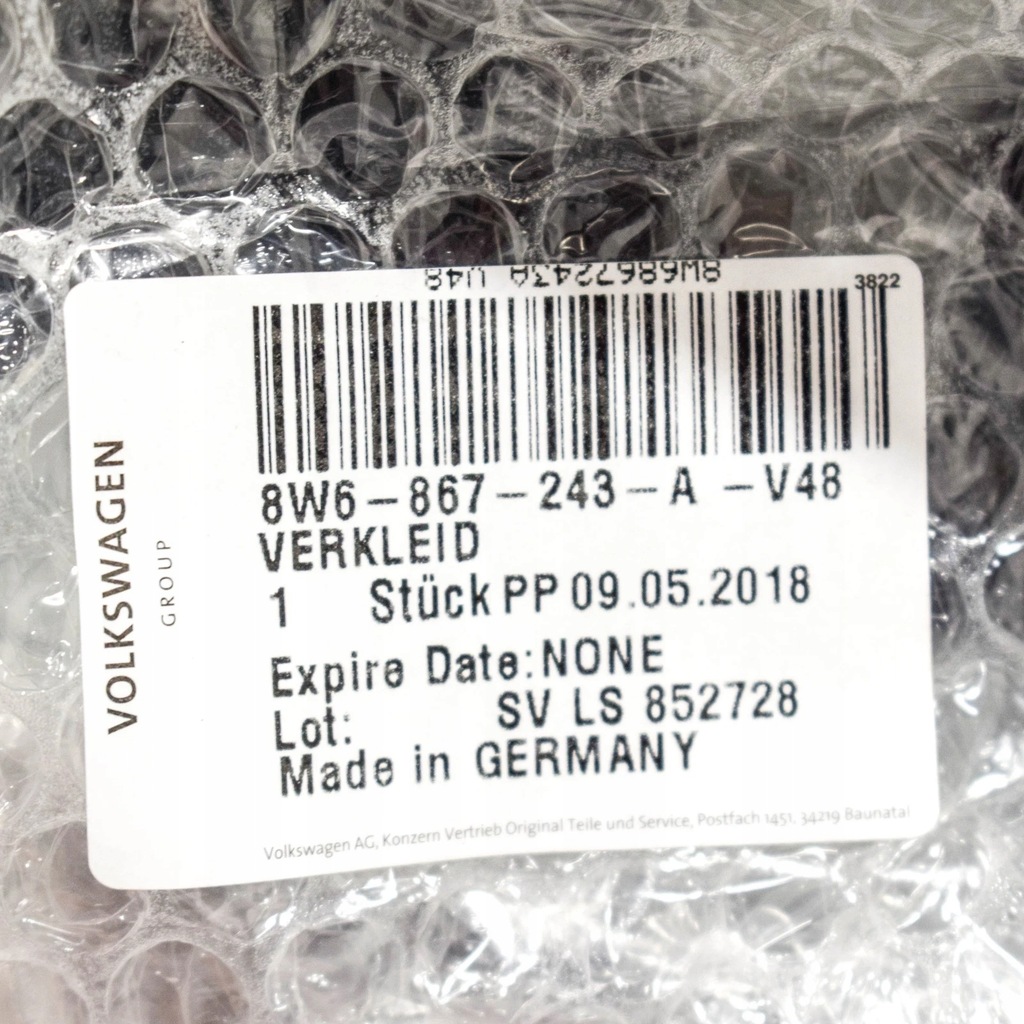 8W6867243A V48
3822
8W6-867-243-A -V48
VERKLEID
1 Stück PP 09.05.2018
Expire Date:NONE
Lot: SV LS 852728
Made in GERMANY
Volkswagen AG, Konzern Vertrieb Original Teile und Service, Postfach 1451, 34219 Baunatal
VOLKSWAGEN
GROUP